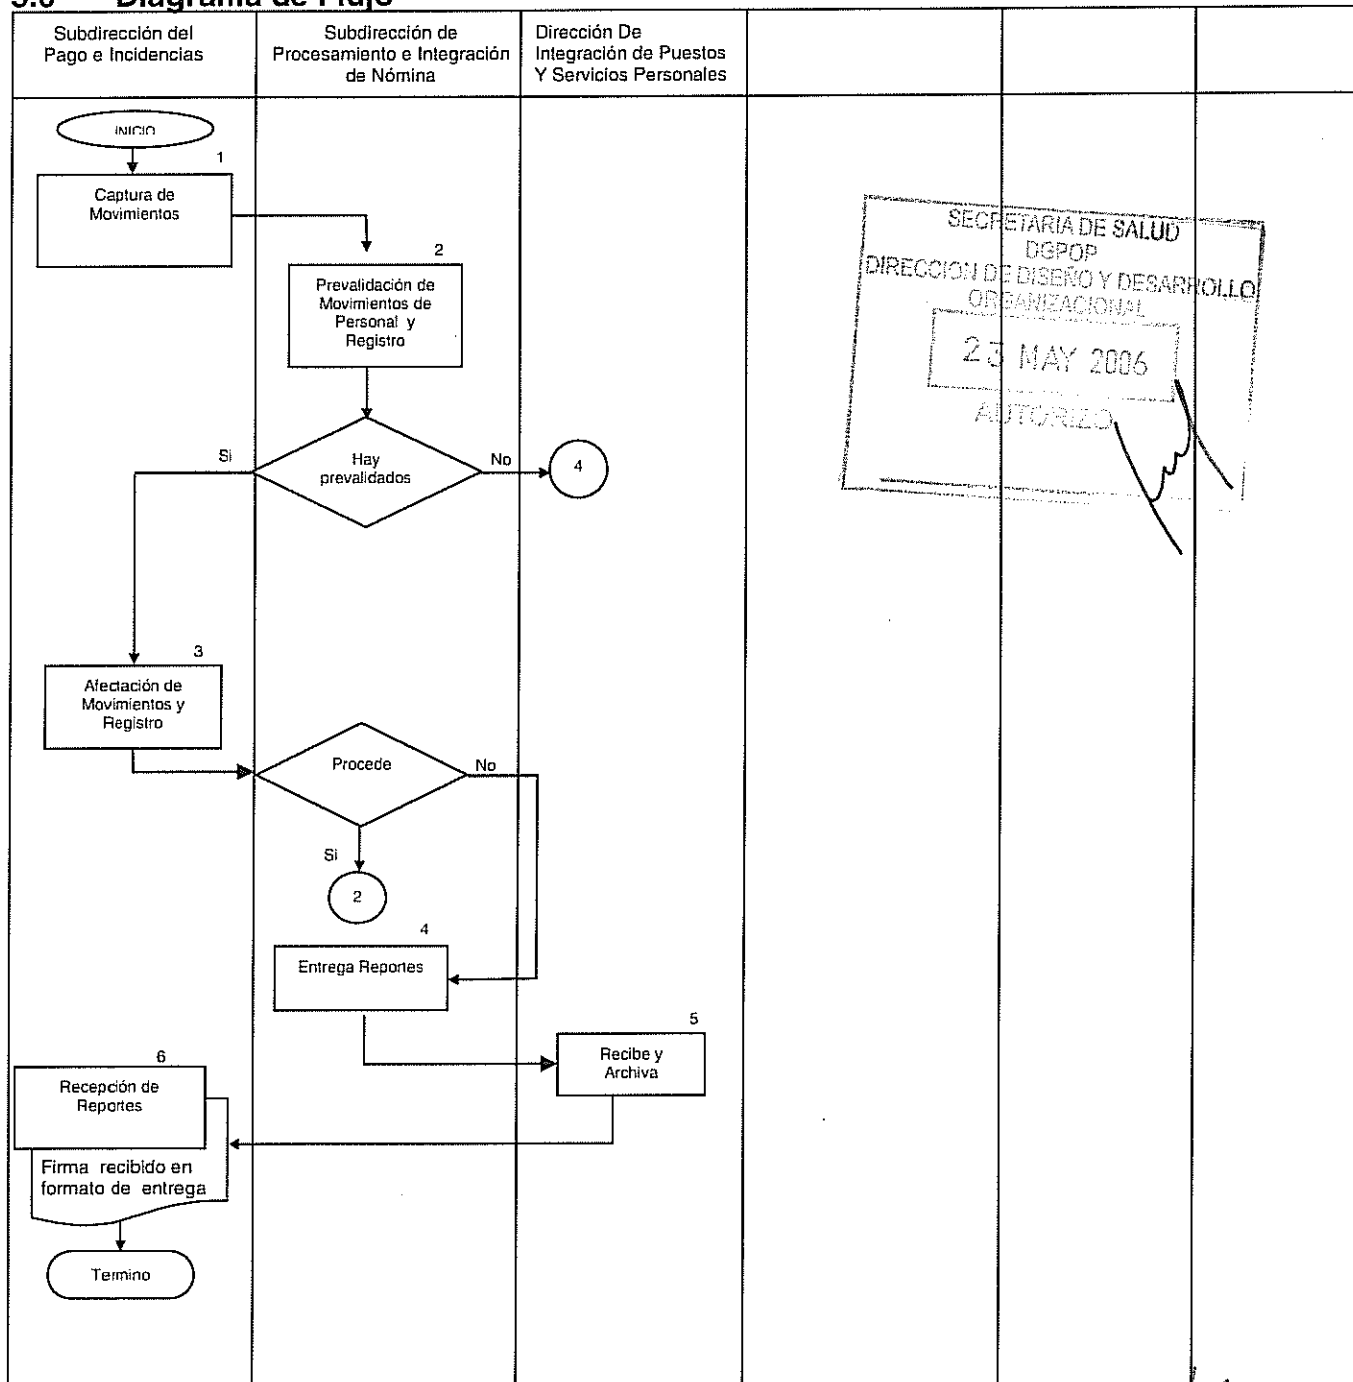 Diagrama de Flujo
Subdirección del
Pago e Incidencias
Subdirección de
Procesamiento e Integración
de Nómina
Dirección De
Integración de Puestos
Y Servicios Personales
INICIO
1
Captura de
Movimientos
2
Prevalidación de
Movimientos de
Personal y
Registro
Si
Hay
prevalidados
No
4
3
Afectación de
Movimientos y
Registro
Procede
No
Si
2
4
Entrega Reportes
5
Recibe y
Archiva
6
Recepción de
Reportes
Firma recibido en
formato de entrega
Termino
SECRETARIA DE SALUD
DGPOP
DIRECCION DE DISEÑO Y DESARROLLO
ORGANIZACIONAL
23 MAY 2006
AUTORIZO